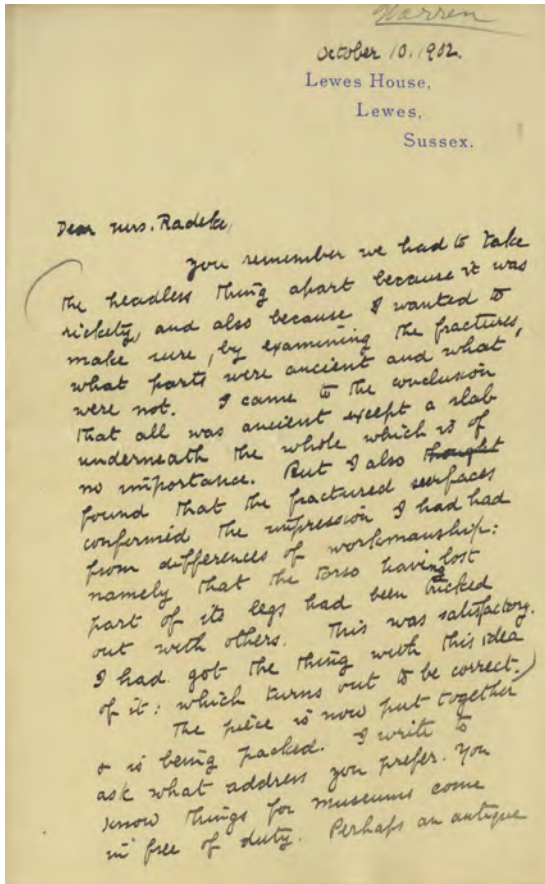 Warren
October 10. 1902.
Lewes House,
Lewes,
Sussex.
Dear Mrs. Radeke,
You remember we had to take
the headless thing apart because it was
rickety, and also because I wanted to
make sure, by examining the fractures,
what parts were ancient and what
were not. I came to the conclusion
that all was ancient except a slab
underneath the whole which is of
no importance. But I also thought
found that the fractured surfaces
confirmed the impression I had had
from differences of workmanship:
namely that the torso having lost
part of its legs had been tricked
out with others. This was satisfactory.
I had got the thing with this idea
of it: which turns out to be correct.)
The piece is now put together
& is being packed. I write to
ask what address you prefer. You
know things for museums come
in free of duty. Perhaps an antique